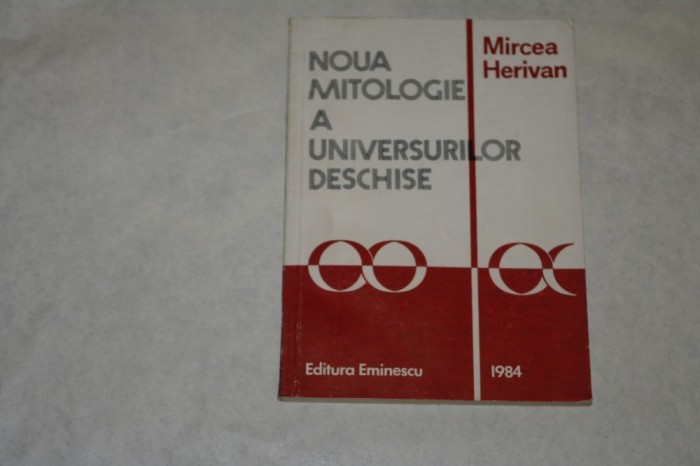 NOUA
MITOLOGIE
A
UNIVERSURILOR
DESCHISE
Mircea
Herivan
Editura Eminescu
1984